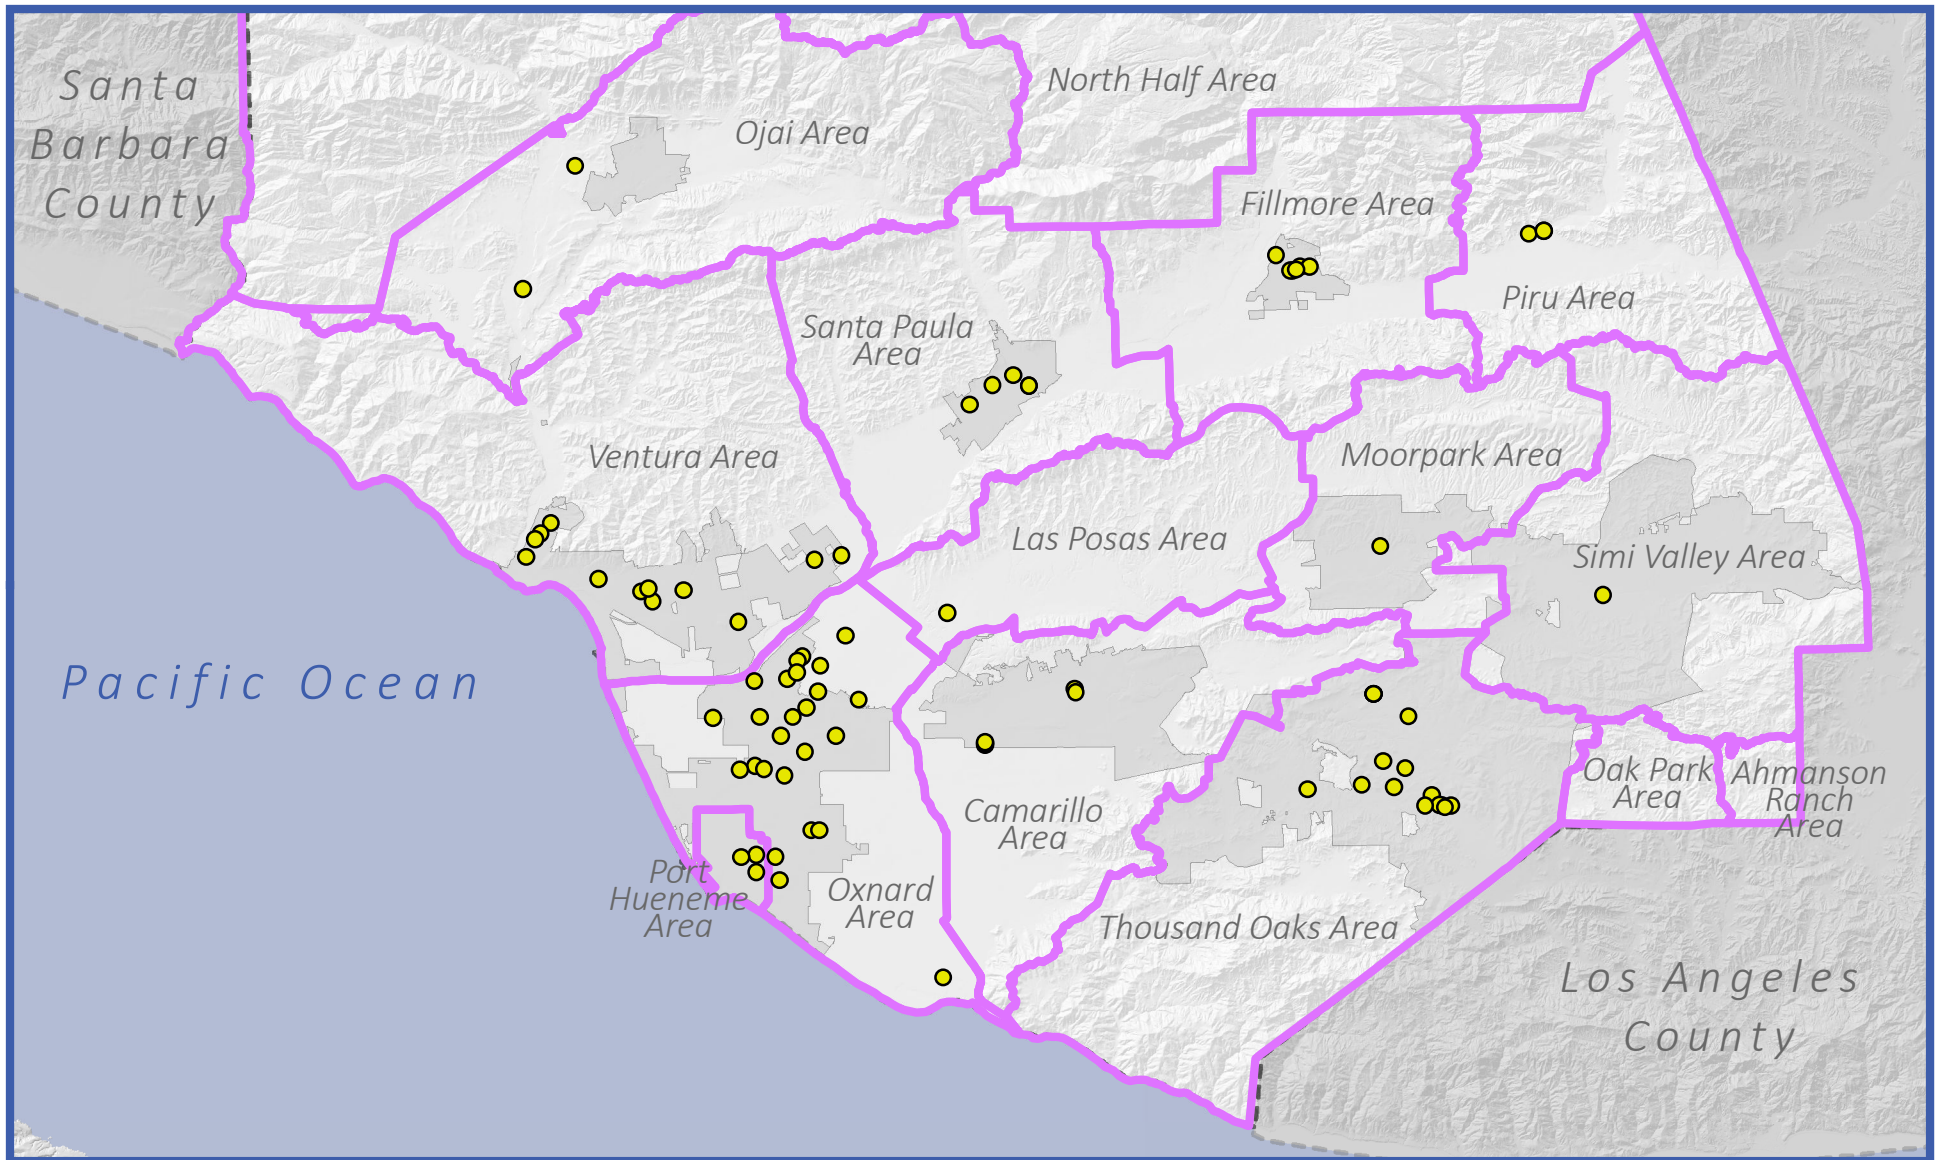 Santa
Barbara
County
North Half Area
Ojai Area
Fillmore Area
Piru Area
Santa Paula
Area
Ventura Area
Moorpark Area
Las Posas Area
Simi Valley Area
Pacific Ocean
Oak Park
Area
Ahmanson
Ranch
Area
Camarillo
Area
Port
Hueneme
Area
Oxnard
Area
Thousand Oaks Area
Los Angeles
County